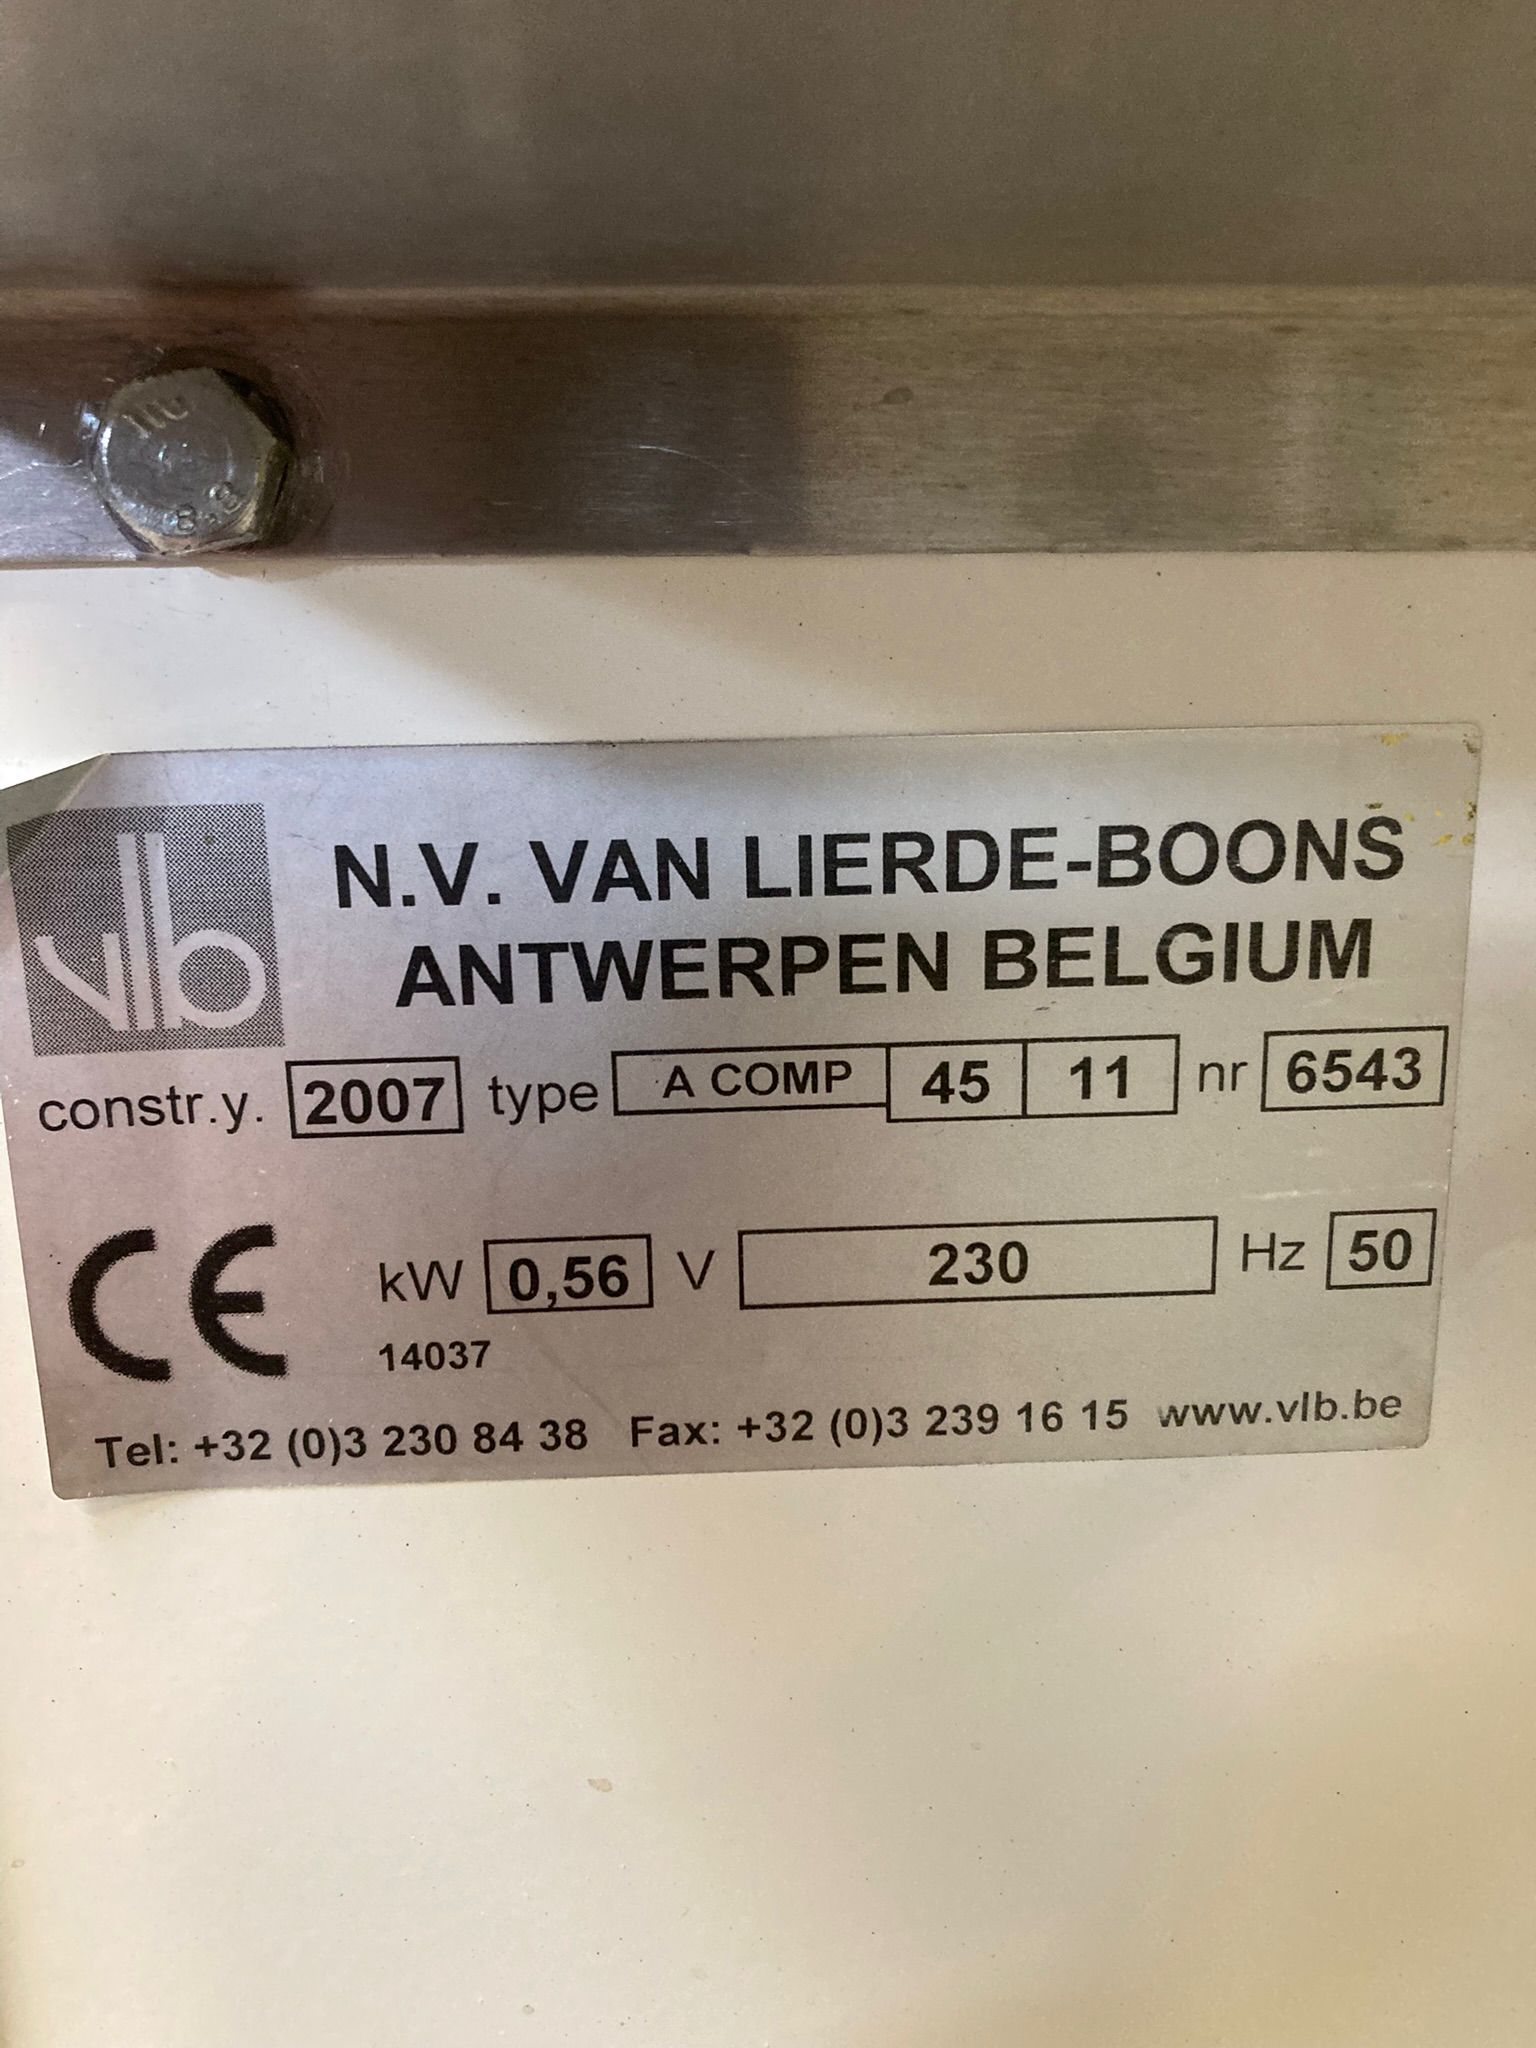 vlb
N.V. VAN LIERDE-BOONS
ANTWERPEN BELGIUM
constr.y. 2007 type A COMP 45 11 nr 6543
CE kW 0,56 V 230 Hz 50
14037
Tel: +32 (0)3 230 84 38 Fax: +32 (0)3 239 16 15 www.vlb.be
8.8